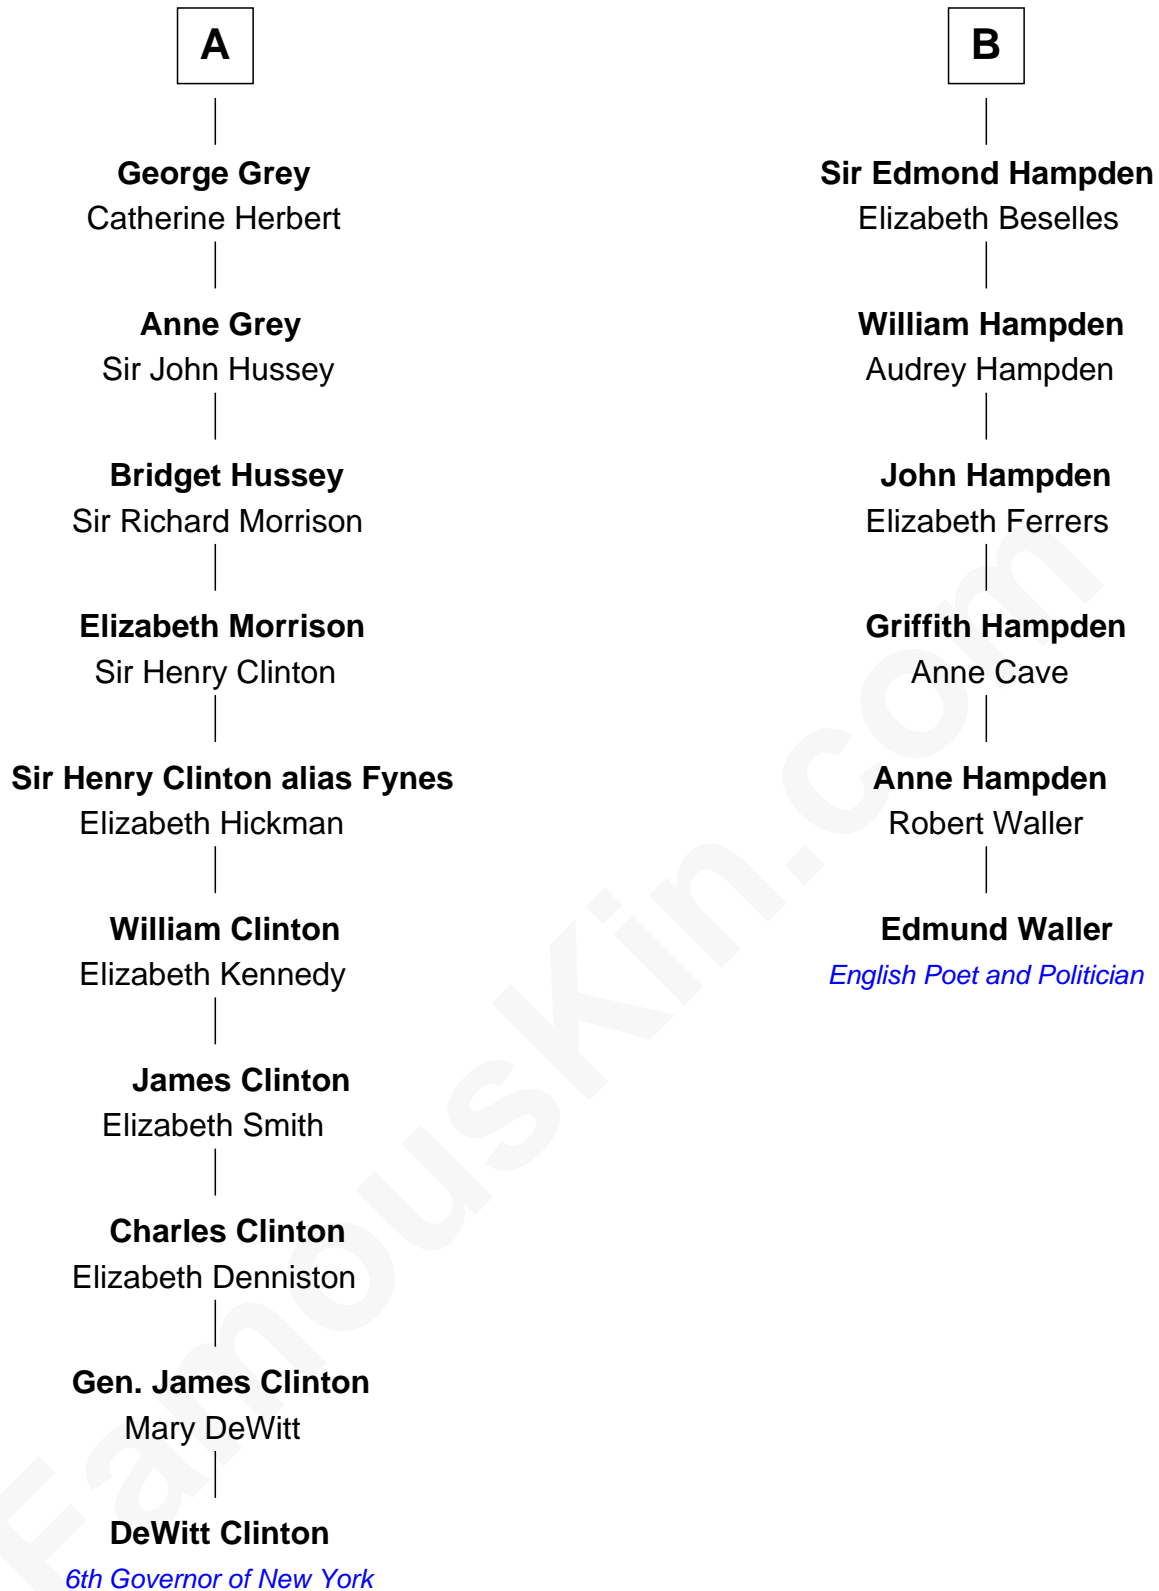 A
George Grey
Catherine Herbert
Anne Grey
Sir John Hussey
Bridget Hussey
Sir Richard Morrison
Elizabeth Morrison
Sir Henry Clinton
Sir Henry Clinton alias Fynes
Elizabeth Hickman
William Clinton
Elizabeth Kennedy
James Clinton
Elizabeth Smith
Charles Clinton
Elizabeth Denniston
Gen. James Clinton
Mary DeWitt
DeWitt Clinton
6th Governor of New York
B
Sir Edmond Hampden
Elizabeth Beselles
William Hampden
Audrey Hampden
John Hampden
Elizabeth Ferrers
Griffith Hampden
Anne Cave
Anne Hampden
Robert Waller
Edmund Waller
English Poet and Politician
FamousKin.com